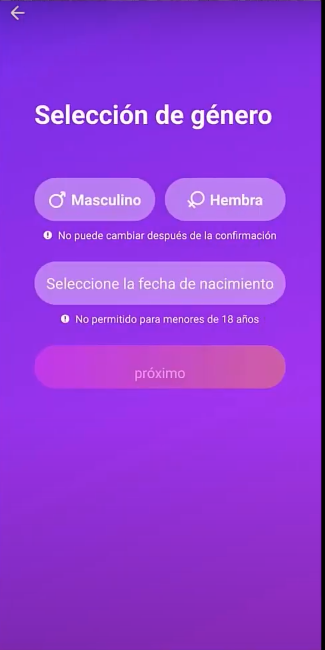 Selección de género
Masculino
Hembra
No puede cambiar después de la confirmación
Seleccione la fecha de nacimiento
No permitido para menores de 18 años
próximo